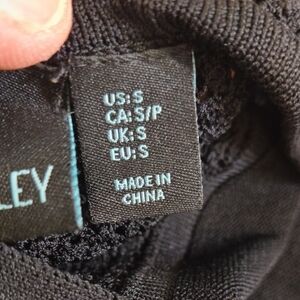 LEY
US: S
CA: S/P
UK: S
EU: S
MADE IN
CHINA